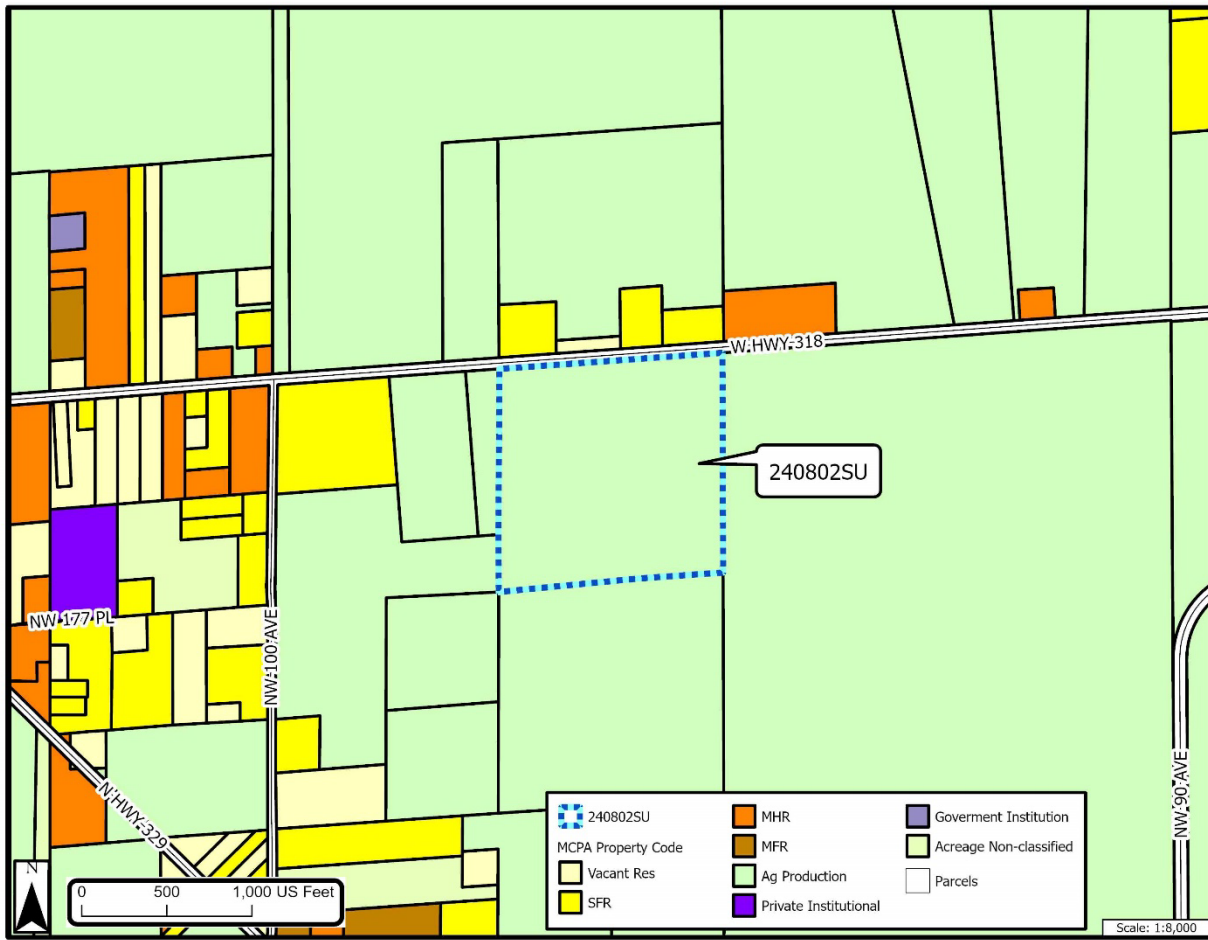 W HWY 318
240802SU
NW 177 PL
NW 100 AVE
N HWY 329
NW 90 AVE
N
0 500 1,000 US Feet
240802SU
MCPA Property Code
Vacant Res
SFR
MHR
MFR
Ag Production
Private Institutional
Goverment Institution
Acreage Non-classified
Parcels
Scale: 1:8,000